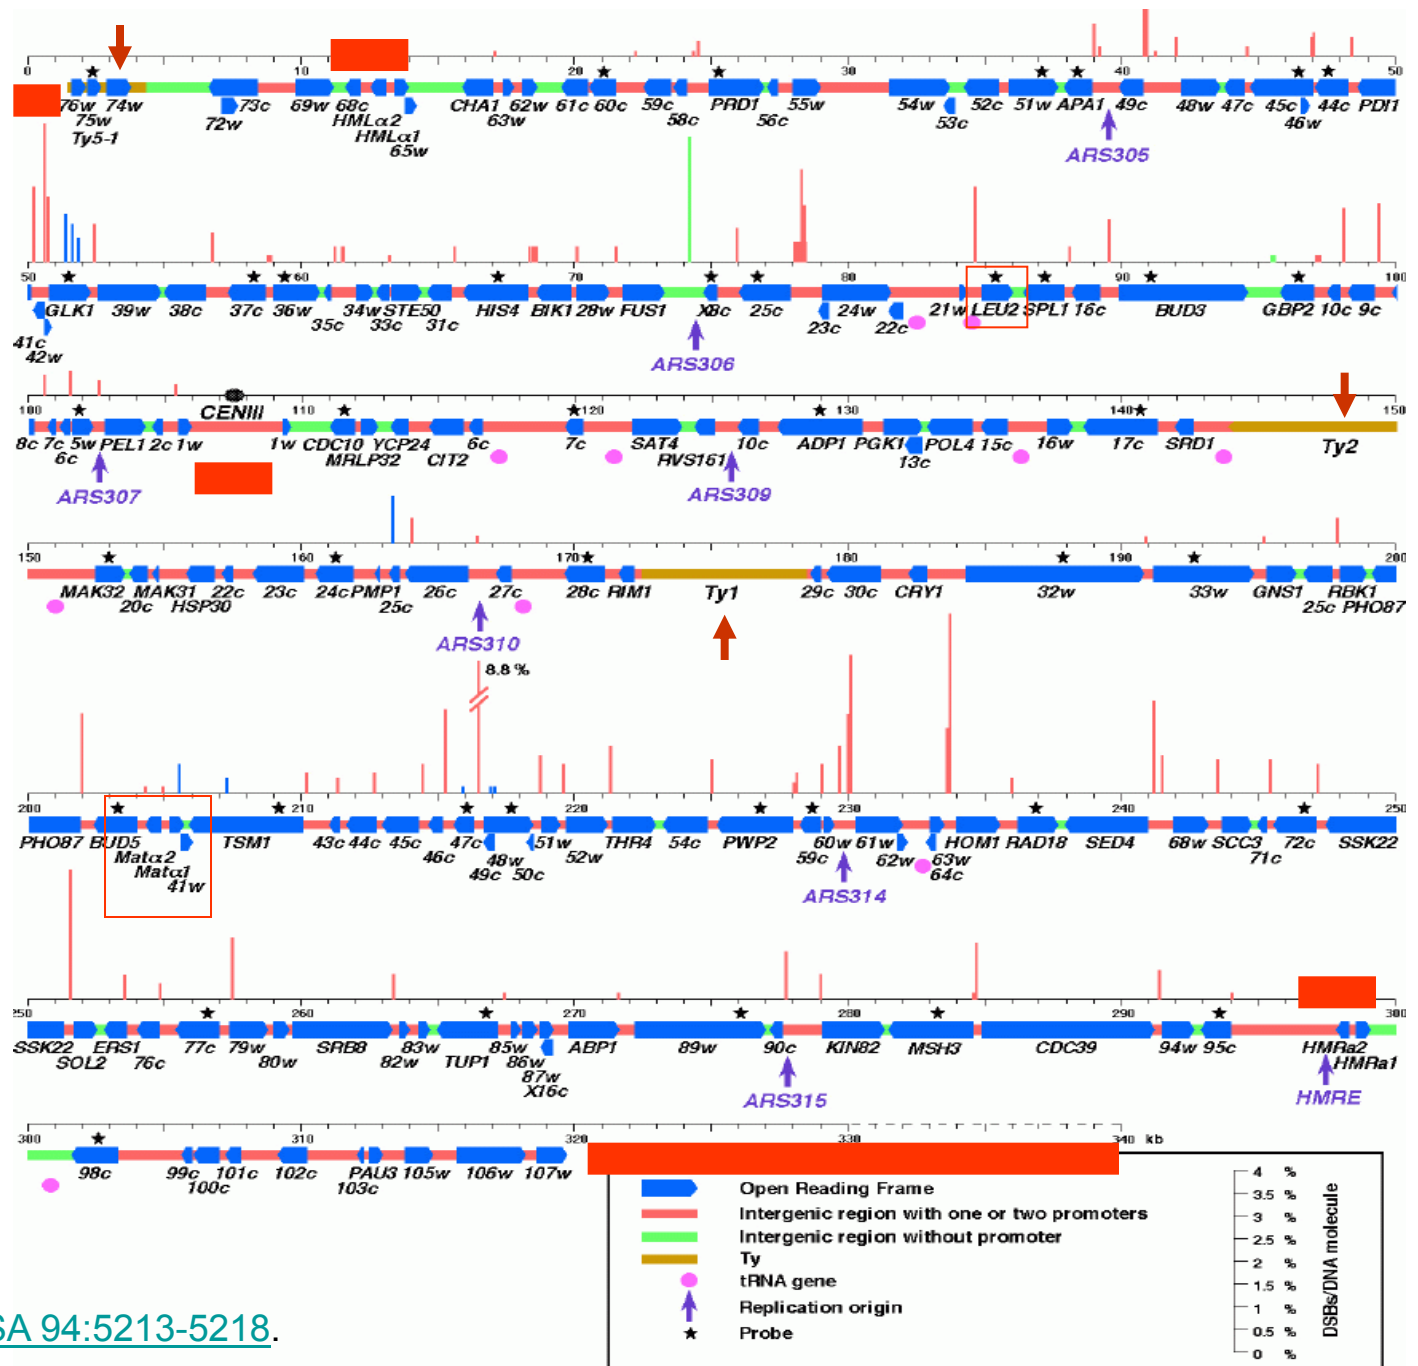 0 10 20 30 40 50
76w 74w 73c 69w 68c CHA1 62w 61c 60c 59c PRD1 55w 54w 52c 51w APA1 49c 48w 47c 45c 44c PDI1
75w 72w HMLα2 63w 58c 56c 53c 46w
Ty5-1 HMLα1
65w
ARS305
50 60 70 80 90 100
GLK1 39w 38c 37c 36w 34w STE50 HIS4 BIK1 28w FUS1 X8c 25c 24w 21w LEU2 SPL1 16c BUD3 GBP2 10c 9c
41c 35c 33c 31c 23c 22c
42w
ARS306
CENIII
100 110 120 130 140 150
8c 7c 5w PEL1 2c 1w 1w CDC10 YCP24 6c 7c SAT4 10c ADP1 PGK1 POL4 15c 16w 17c SRD1 Ty2
6c MRLP32 CIT2 RVS161 13c
ARS307 ARS309
150 160 170 180 190 200
MAK32 MAK31 22c 23c 24c PMP1 26c 27c 28c RIM1 Ty1 29c 30c CRY1 32w 33w GNS1 RBK1
20c HSP30 25c 25c PHO87
ARS310
8.8 %
200 210 220 230 240 250
PHO87 BUD5 TSM1 43c 44c 45c 47c 51w THR4 54c PWP2 60w 61w HOM1 RAD18 SED4 68w SCC3 72c SSK22
Matα2 46c 48w 52w 59c 62w 63w 71c
Matα1 49c 50c 64c
41w
ARS314
250 260 270 280 290 300
SSK22 ERS1 77c 79w SRB8 83w 85w ABP1 89w 90c KIN82 MSH3 CDC39 94w 95c HMRa2
SOL2 76c 80w 82w TUP1 86w HMRa1
87w
X16c
ARS315 HMRE
300 310 320 330 340 kb
98c 99c 101c 102c PAU3 105w 106w 107w
100c 103c
Open Reading Frame
Intergenic region with one or two promoters
Intergenic region without promoter
Ty
tRNA gene
Replication origin
Probe
4 %
3.5 %
3 %
2.5 %
2 %
1.5 %
1 %
0.5 %
0 %
DSBs/DNA molecule
SA 94:5213-5218.